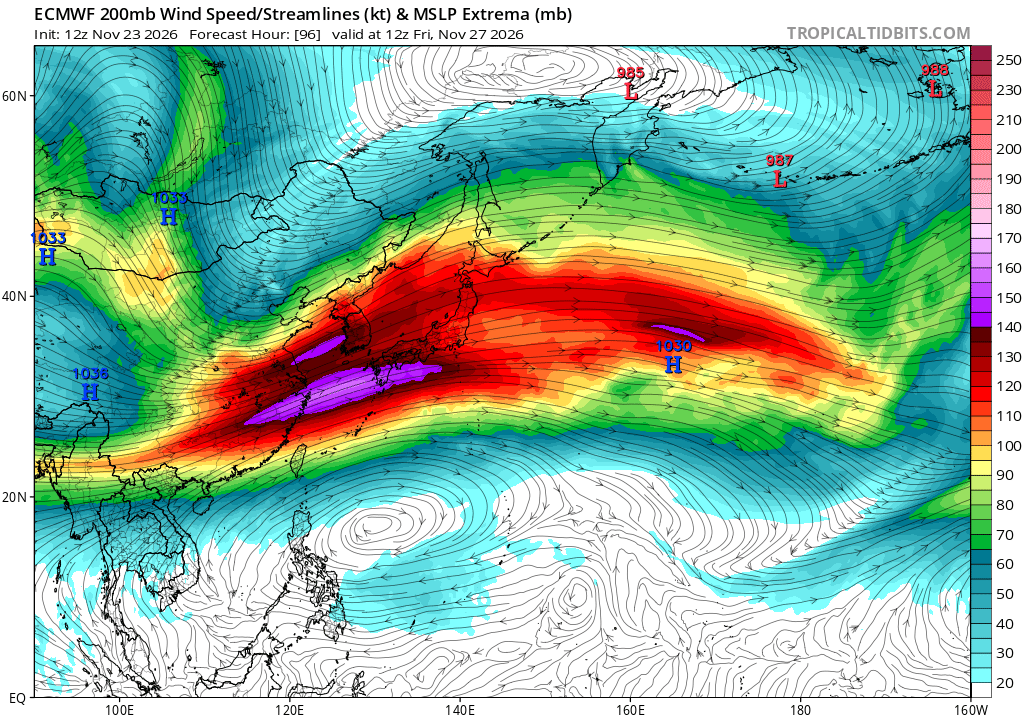 ECMWF 200mb Wind Speed/Streamlines (kt) & MSLP Extrema (mb)
Init: 12z Nov 23 2026 Forecast Hour: [96] valid at 12z Fri, Nov 27 2026
TROPICALTIDBITS.COM
985
L
988
L
987
L
1033
H
1033
H
1030
H
1036
H
60N
40N
20N
EQ
100E
120E
140E
160E
180
160W
250
230
210
200
190
180
170
160
150
140
130
120
110
100
90
80
70
60
50
40
30
20